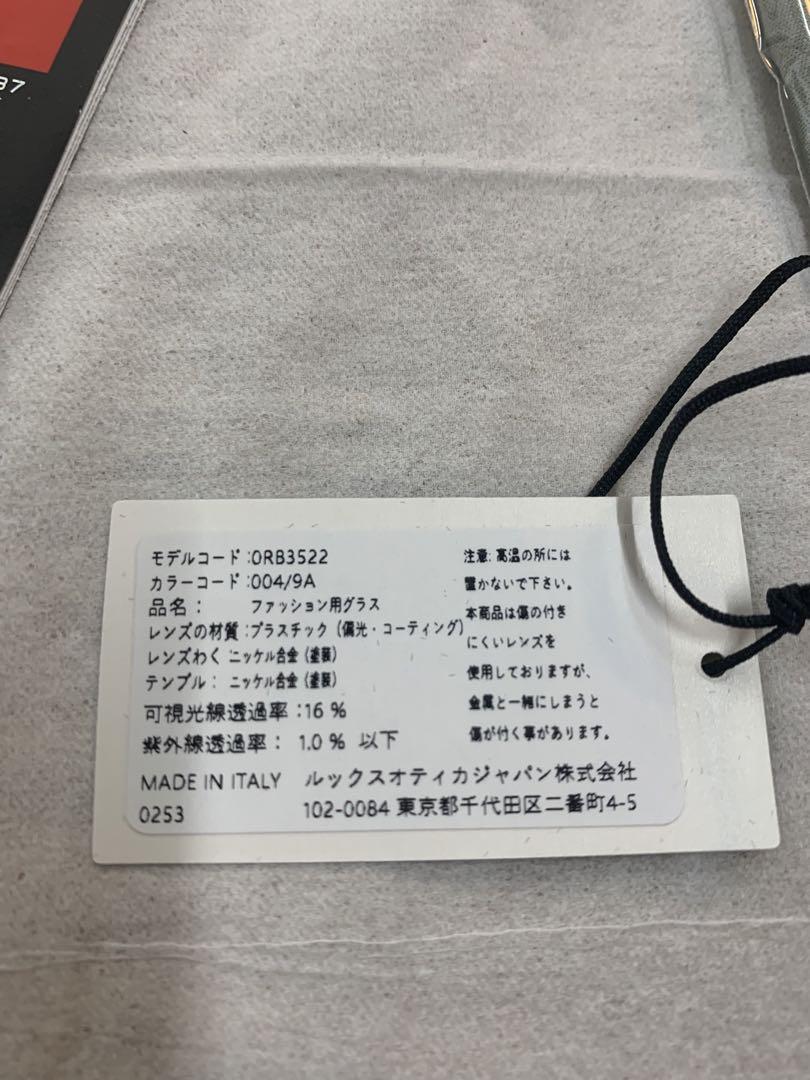 37
モデルコード:0RB3522
カラーコード:004/9A
品名: ファッション用グラス
レンズの材質:プラスチック(偏光・コーティング)
レンズわく ニッケル合金(塗装)
テンプル: ニッケル合金(塗装)
可視光線透過率:16%
紫外線透過率: 1.0% 以下
注意:高温の所には
置かないで下さい。
本商品は傷の付き
にくいレンズを
使用しておりますが、
金属と一緒にしまうと
傷が付く事があります。
MADE IN ITALY ルックスオティカジャパン株式会社
0253 102-0084 東京都千代田区二番町4-5